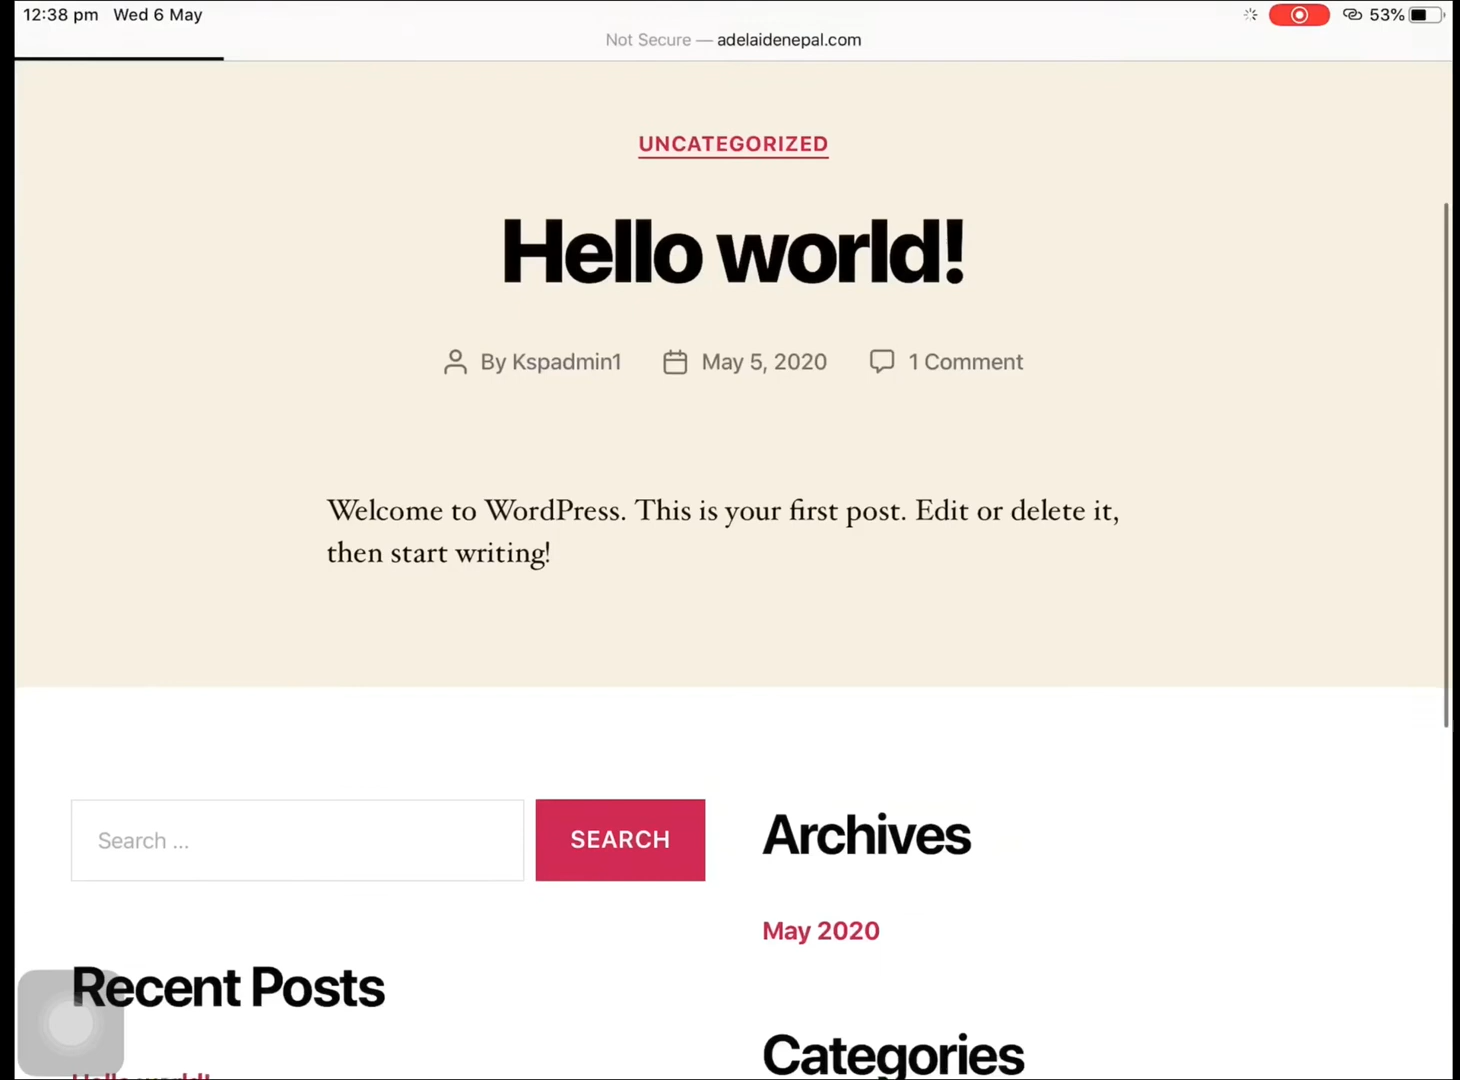 12:38 pm Wed 6 May
53%
Not Secure — adelaidenepal.com
UNCATEGORIZED
Hello world!
By Kspadmin1 May 5, 2020 1 Comment
Welcome to WordPress. This is your first post. Edit or delete it,
then start writing!
Search ...
SEARCH
Archives
May 2020
Recent Posts
Categories
Hello world!